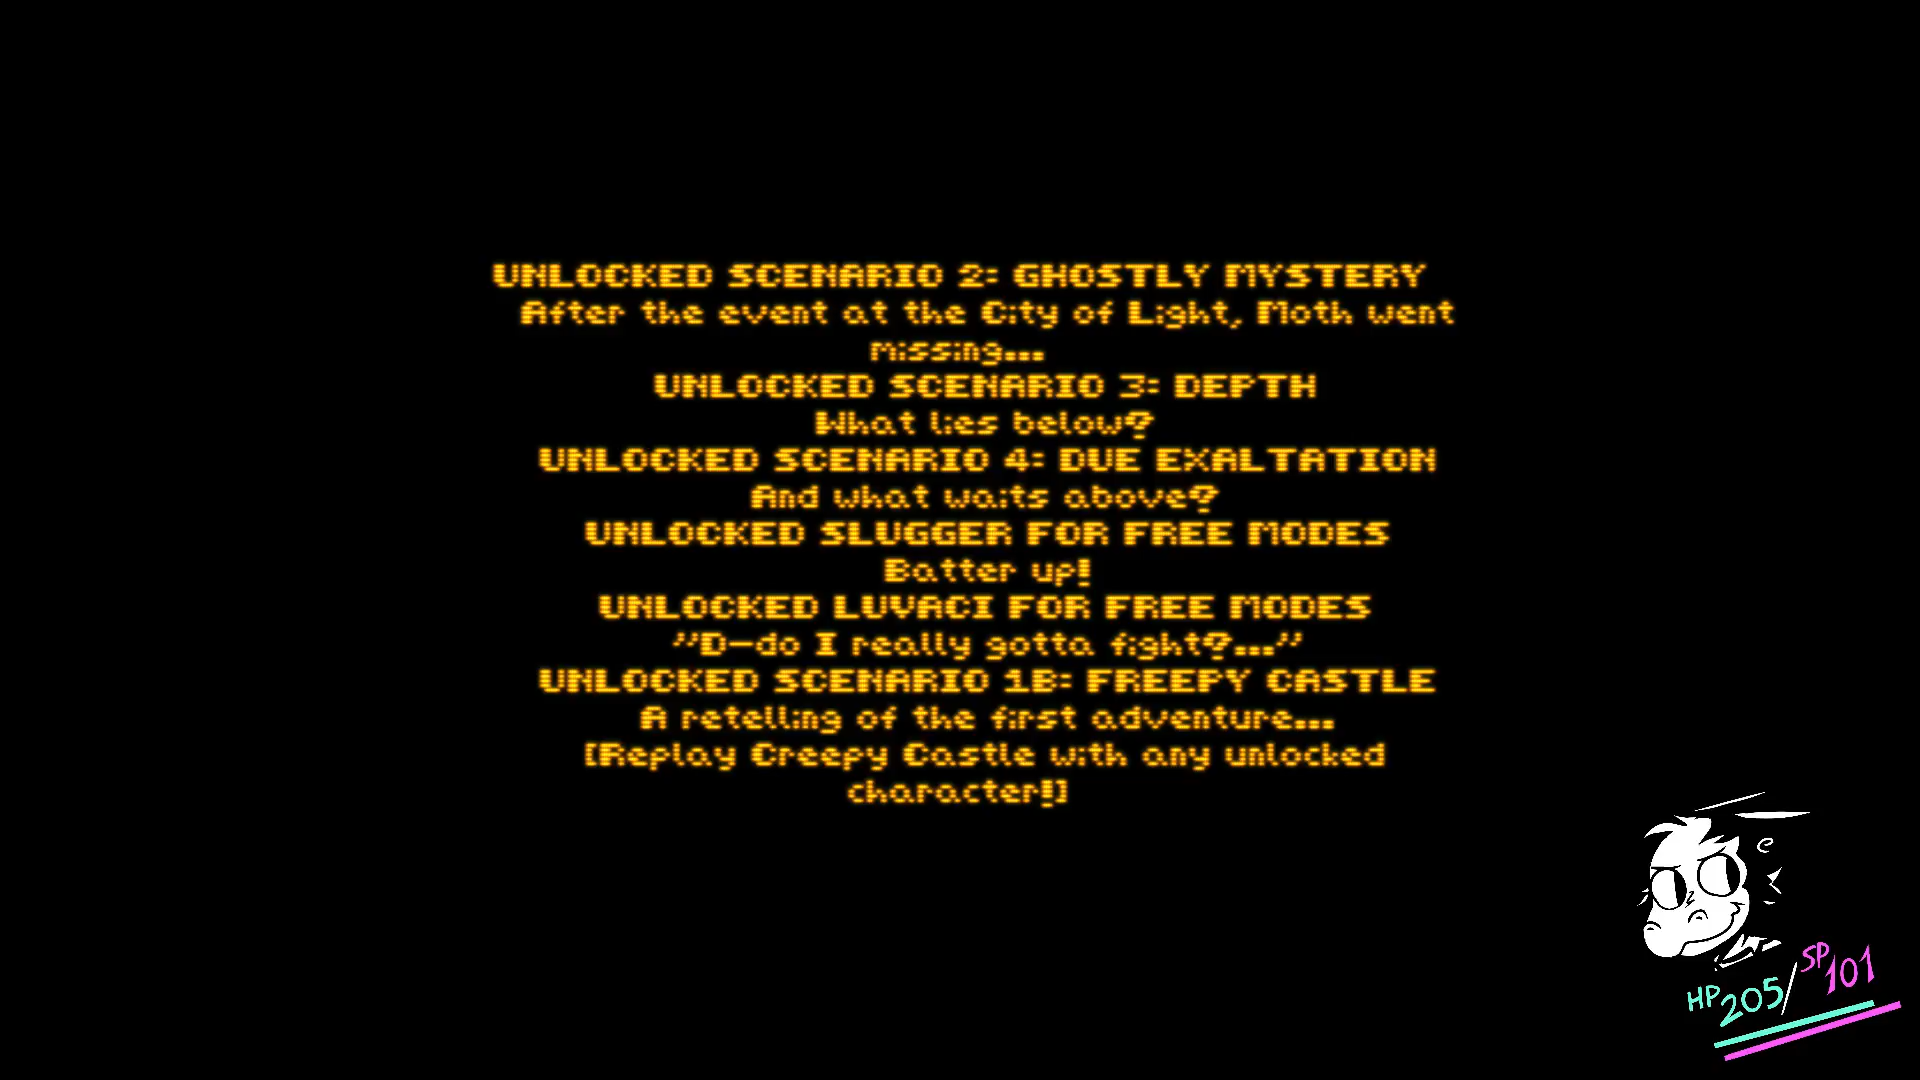 UNLOCKED SCENARIO 2: GHOSTLY MYSTERY
After the event at the City of Light, Moth went
missing...
UNLOCKED SCENARIO 3: DEPTH
What lies below?
UNLOCKED SCENARIO 4: DUE EXALTATION
And what waits above?
UNLOCKED SLUGGER FOR FREE MODES
Batter up!
UNLOCKED LUVACI FOR FREE MODES
"D-do I really gotta fight?..."
UNLOCKED SCENARIO 1B: FREEPY CASTLE
A retelling of the first adventure...
[Replay Creepy Castle with any unlocked
character!]
HP205/SP101